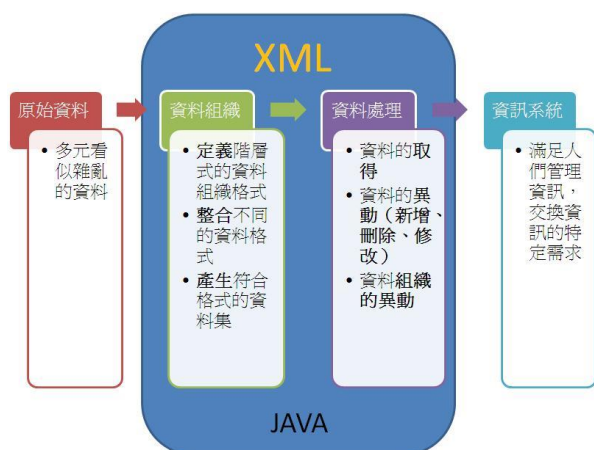 XML
原始資料
多元看
似雜亂
的資料
資料組織
定義階層
式的資料
組織格式
整合不同
的資料格
式
產生符合
格式的資
料集
資料處理
資料的取
得
資料的異
動（新增、
刪除、修
改）
資料組織
的異動
資訊系統
滿足人
們管理
資訊，
交換資
訊的特
定需求
JAVA